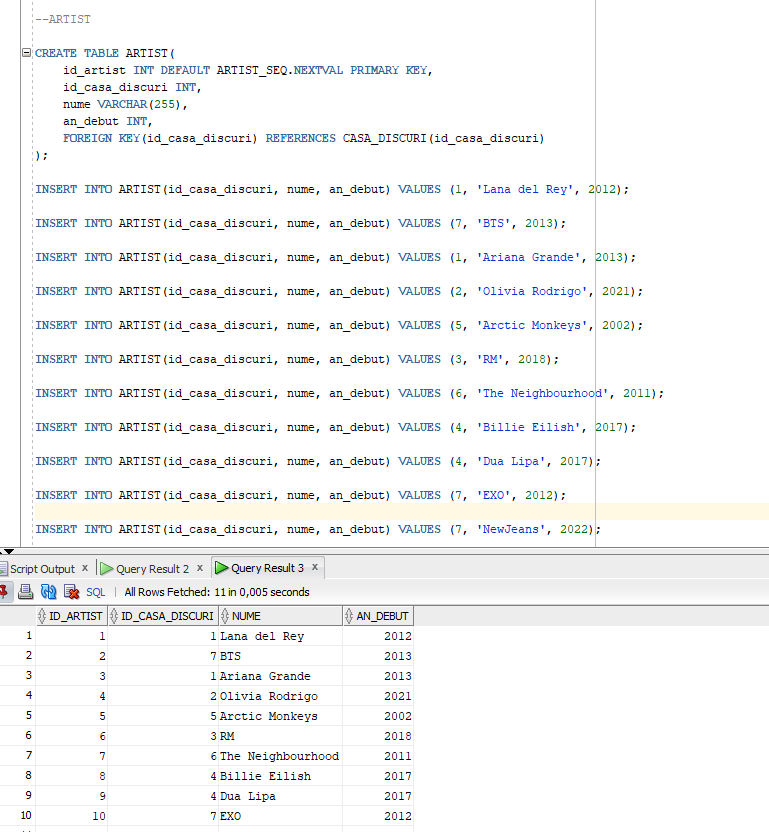 --ARTIST
CREATE TABLE ARTIST(
id_artist INT DEFAULT ARTIST_SEQ.NEXTVAL PRIMARY KEY,
id_casa_discuri INT,
nume VARCHAR(255),
an_debut INT,
FOREIGN KEY(id_casa_discuri) REFERENCES CASA_DISCURI(id_casa_discuri)
);
INSERT INTO ARTIST(id_casa_discuri, nume, an_debut) VALUES (1, 'Lana del Rey', 2012);
INSERT INTO ARTIST(id_casa_discuri, nume, an_debut) VALUES (7, 'BTS', 2013);
INSERT INTO ARTIST(id_casa_discuri, nume, an_debut) VALUES (1, 'Ariana Grande', 2013);
INSERT INTO ARTIST(id_casa_discuri, nume, an_debut) VALUES (2, 'Olivia Rodrigo', 2021);
INSERT INTO ARTIST(id_casa_discuri, nume, an_debut) VALUES (5, 'Arctic Monkeys', 2002);
INSERT INTO ARTIST(id_casa_discuri, nume, an_debut) VALUES (3, 'RM', 2018);
INSERT INTO ARTIST(id_casa_discuri, nume, an_debut) VALUES (6, 'The Neighbourhood', 2011);
INSERT INTO ARTIST(id_casa_discuri, nume, an_debut) VALUES (4, 'Billie Eilish', 2017);
INSERT INTO ARTIST(id_casa_discuri, nume, an_debut) VALUES (4, 'Dua Lipa', 2017);
INSERT INTO ARTIST(id_casa_discuri, nume, an_debut) VALUES (7, 'EXO', 2012);
INSERT INTO ARTIST(id_casa_discuri, nume, an_debut) VALUES (7, 'NewJeans', 2022);
Script Output x Query Result 2 x Query Result 3 x
SQL | All Rows Fetched: 11 in 0,005 seconds
ID_ARTIST ID_CASA_DISCURI NUME AN_DEBUT
1 1 1 Lana del Rey 2012
2 2 7 BTS 2013
3 3 1 Ariana Grande 2013
4 4 2 Olivia Rodrigo 2021
5 5 5 Arctic Monkeys 2002
6 6 3 RM 2018
7 7 6 The Neighbourhood 2011
8 8 4 Billie Eilish 2017
9 9 4 Dua Lipa 2017
10 10 7 EXO 2012